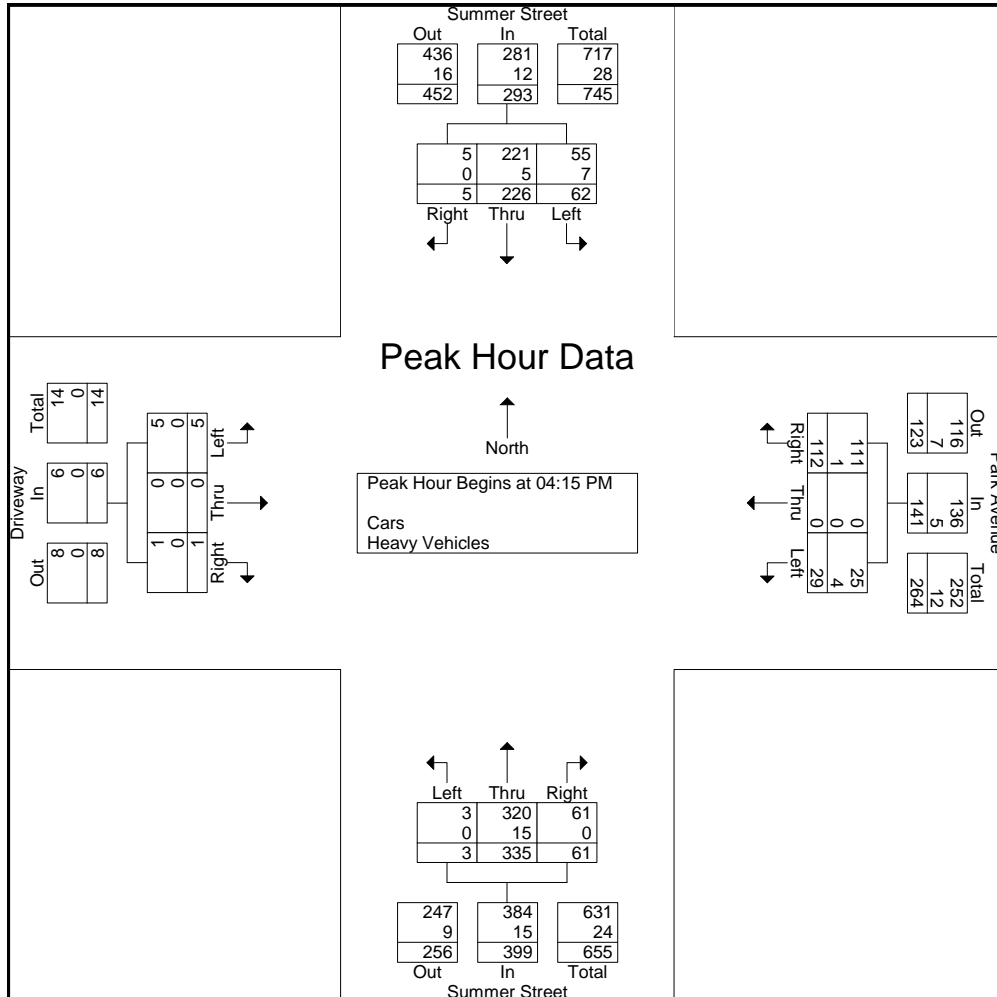 Summer Street
Out In Total
436 281 717
16 12 28
452 293 745
5 221 55
0 5 7
5 226 62
Right Thru Left
Peak Hour Data
North
Peak Hour Begins at 04:15 PM
Cars
Heavy Vehicles
Driveway
Out In Total
8 6 14
0 0 0
8 6 14
Left Thru Right
5 0 1
0 0 0
5 0 1
Park Avenue
Out In Total
116 136 252
7 5 12
123 141 264
111 0 25
1 0 4
112 0 29
Right Thru Left
Left Thru Right
3 320 61
0 15 0
3 335 61
247 384 631
9 15 24
256 399 655
Out In Total
Summer Street